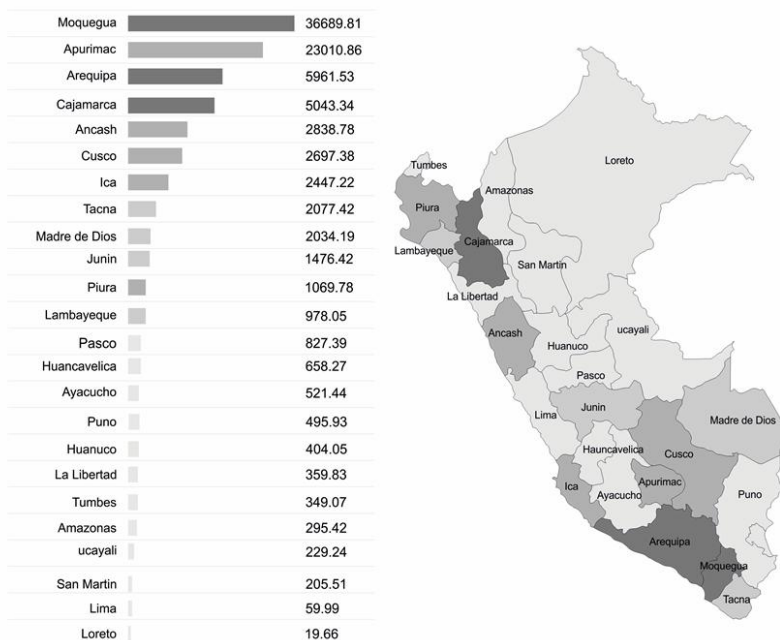 Moquegua 36689.81
Apurimac 23010.86
Arequipa 5961.53
Cajamarca 5043.34
Ancash 2838.78
Cusco 2697.38
Ica 2447.22
Tacna 2077.42
Madre de Dios 2034.19
Junin 1476.42
Piura 1069.78
Lambayeque 978.05
Pasco 827.39
Huancavelica 658.27
Ayacucho 521.44
Puno 495.93
Huanuco 404.05
La Libertad 359.83
Tumbes 349.07
Amazonas 295.42
ucayali 229.24
San Martin 205.51
Lima 59.99
Loreto 19.66
Loreto
Tumbes
Amazonas
Piura
Cajamarca
Lambayeque
San Martin
La Libertad
Ancash
ucayali
Huanuco
Pasco
Lima
Junin
Madre de Dios
Hauncavelica
Cusco
Ica
Apurimac
Ayacucho
Puno
Arequipa
Moquegua
Tacna